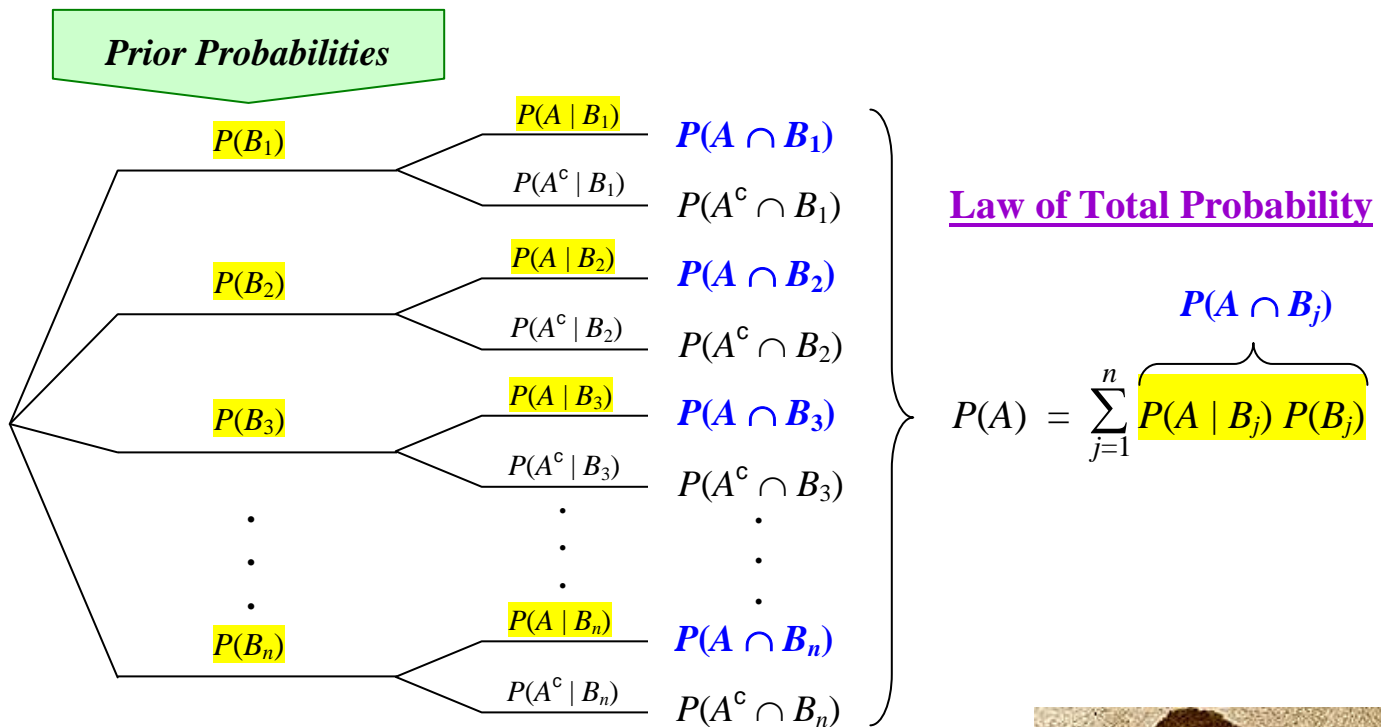 Prior Probabilities
P(B₁)
P(A | B₁)
P(A ∩ B₁)
P(Aᶜ | B₁)
P(Aᶜ ∩ B₁)
Law of Total Probability
P(B₂)
P(A | B₂)
P(A ∩ B₂)
P(Aᶜ | B₂)
P(Aᶜ ∩ B₂)
P(B₃)
P(A | B₃)
P(A ∩ B₃)
P(Aᶜ | B₃)
P(Aᶜ ∩ B₃)
P(A ∩ Bⱼ)
P(A) = ∑ⁿⱼ₌₁ P(A | Bⱼ) P(Bⱼ)
P(Bₙ)
P(A | Bₙ)
P(A ∩ Bₙ)
P(Aᶜ | Bₙ)
P(Aᶜ ∩ Bₙ)